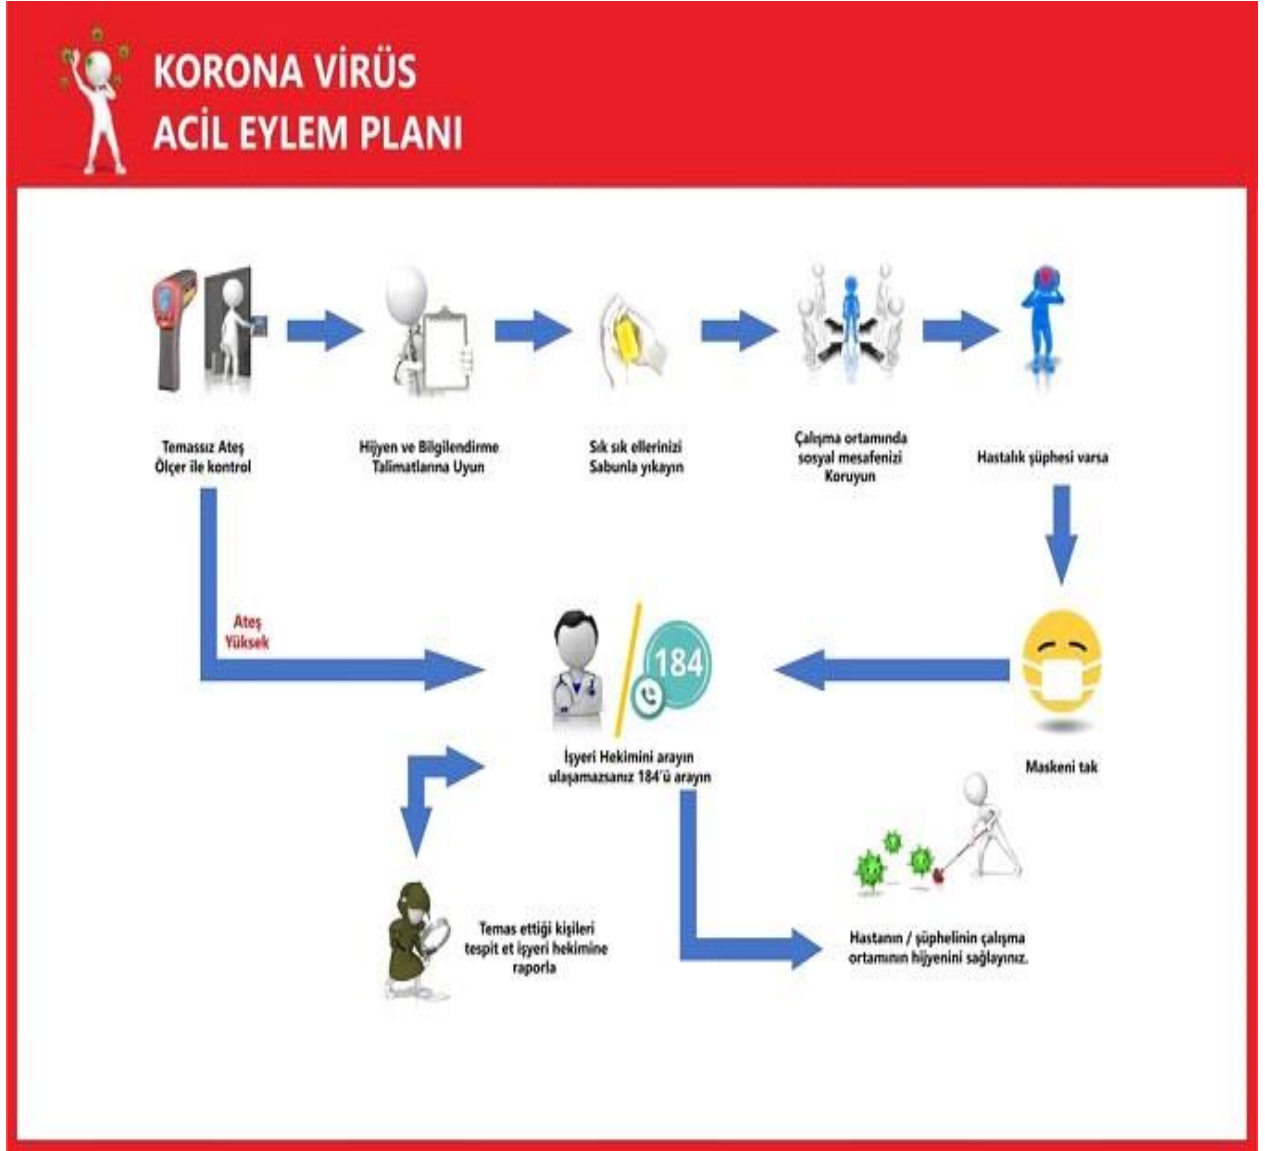 KORONA VİRÜS
ACİL EYLEM PLANI
Temassız Ateş
Ölçer ile kontrol
Hijyen ve Bilgilendirme
Talimatlarına Uyun
Sık sık ellerinizi
Sabunla yıkayın
Çalışma ortamında
sosyal mesafenizi
Koruyun
Hastalık şüphesi varsa
Ateş
Yüksek
184
İşyeri Hekimini arayın
ulaşamazsanız 184'ü arayın
Maskeni tak
Temas ettiği kişileri
tespit et işyeri hekimine
raporla
Hastanın / şüphelinin çalışma
ortamının hijyenini sağlayınız.